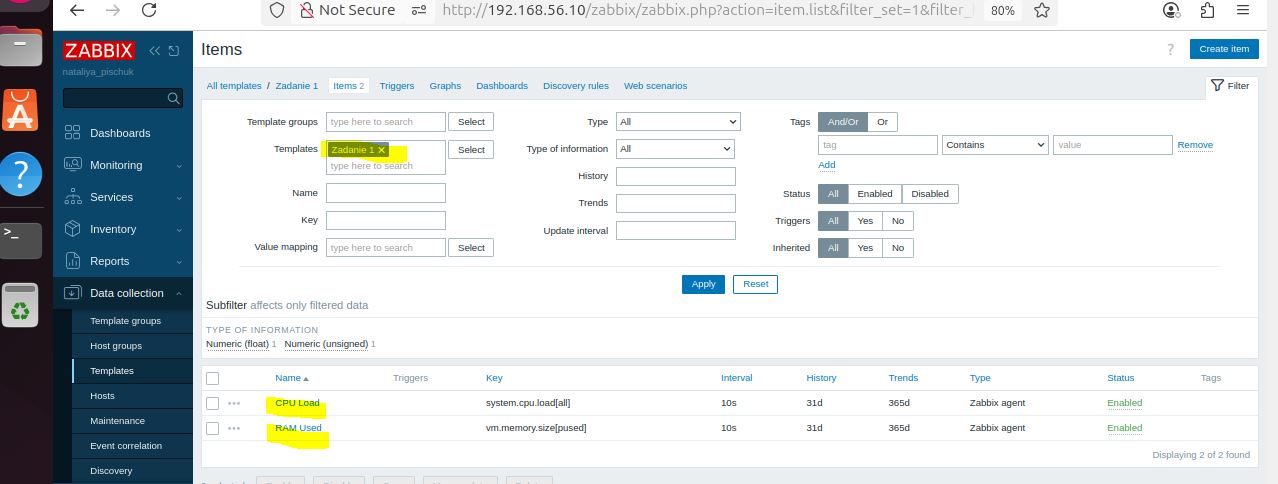 Not Secure http://192.168.56.10/zabbix/zabbix.php?action=item.list&filter_set=1&filter_ 80%
ZABBIX
nataliya_pischuk
Dashboards
Monitoring
Services
Inventory
Reports
Data collection
Template groups
Host groups
Templates
Hosts
Maintenance
Event correlation
Discovery
Items ? Create item
All templates / Zadanie 1 Items 2 Triggers Graphs Dashboards Discovery rules Web scenarios Filter
Template groups type here to search Select Type All Tags And/Or Or
tag Contains value Remove
Templates Zadanie 1 Select Type of information All
type here to search Add
Name History Status All Enabled Disabled
Key Trends Triggers All Yes No
Value mapping type here to search Select Update interval Inherited All Yes No
Apply Reset
Subfilter affects only filtered data
TYPE OF INFORMATION
Numeric (float) 1 Numeric (unsigned) 1
Name Triggers Key Interval History Trends Type Status Tags
CPU Load system.cpu.load[all] 10s 31d 365d Zabbix agent Enabled
RAM Used vm.memory.size[pused] 10s 31d 365d Zabbix agent Enabled
Displaying 2 of 2 found